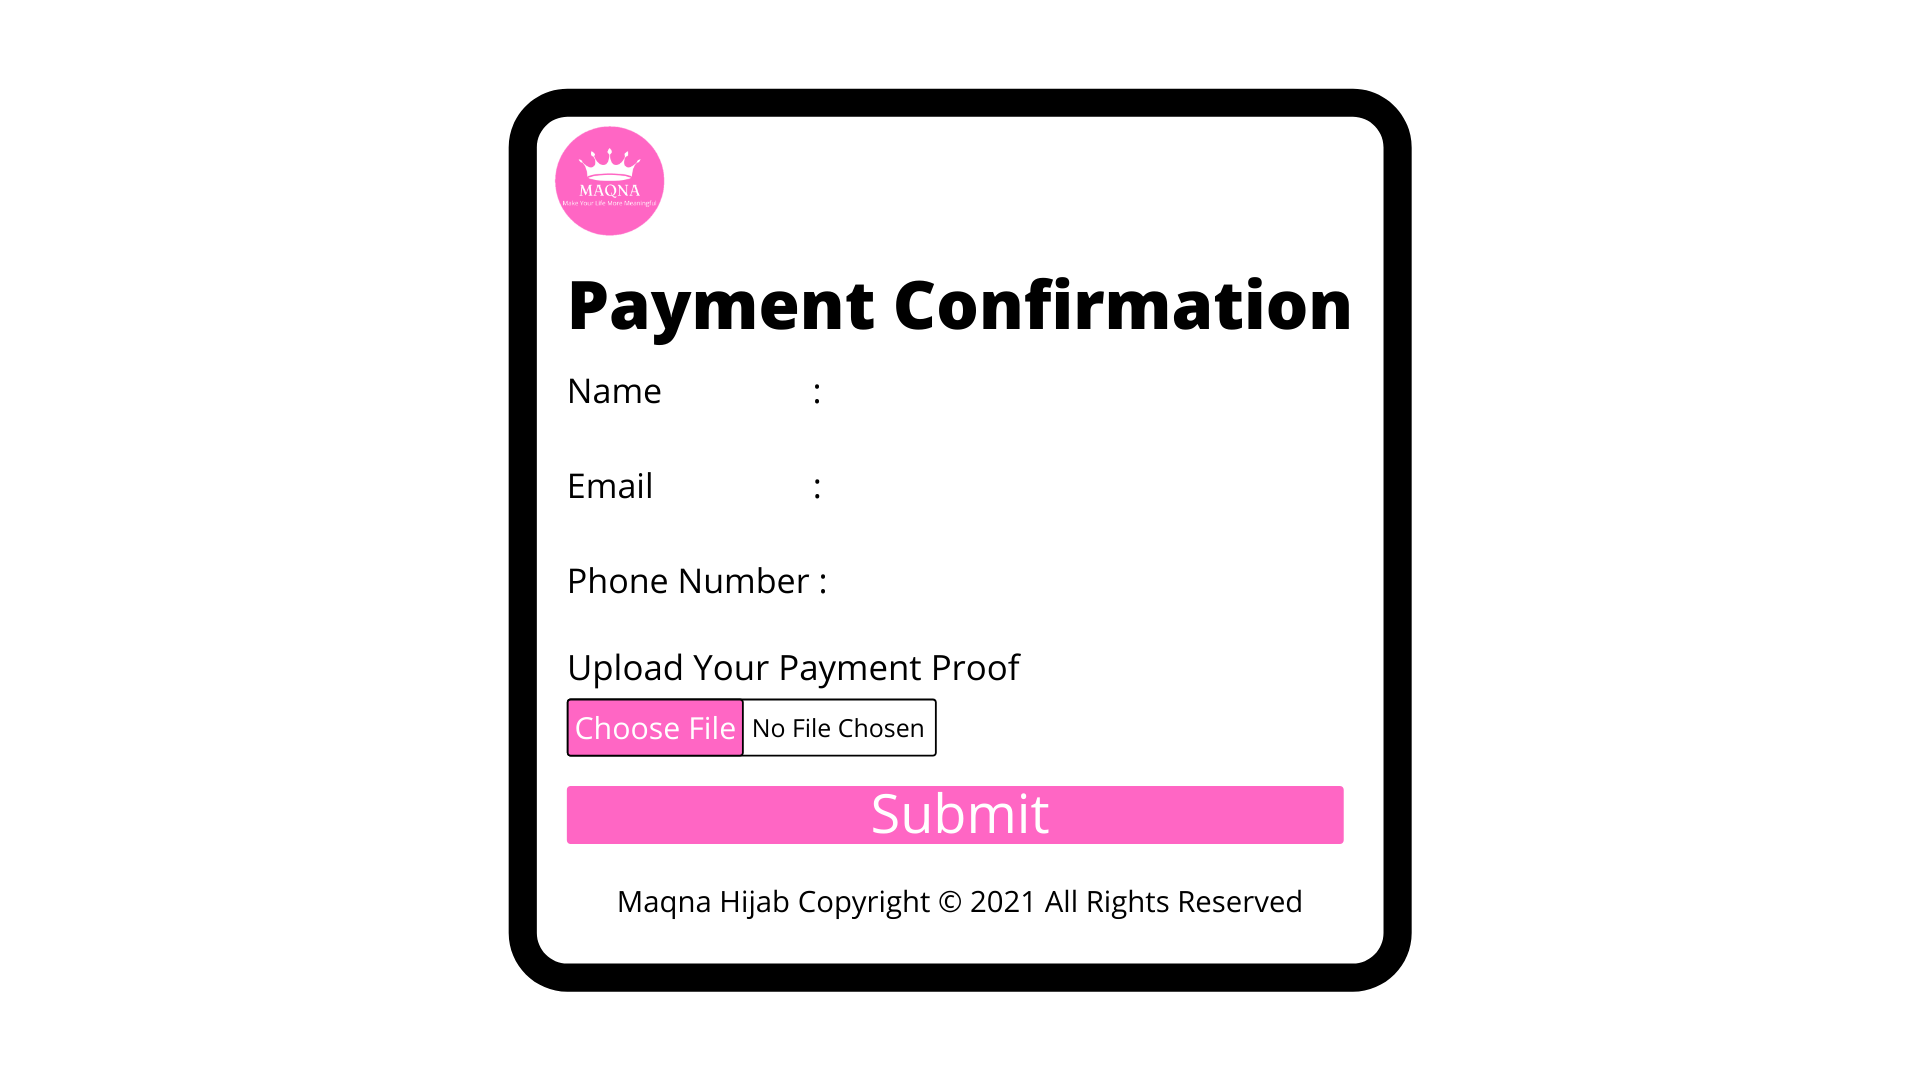 MAQNA
Make Your Life More Meaningful
Payment Confirmation
Name :
Email :
Phone Number :
Upload Your Payment Proof
Choose File No File Chosen
Submit
Maqna Hijab Copyright © 2021 All Rights Reserved